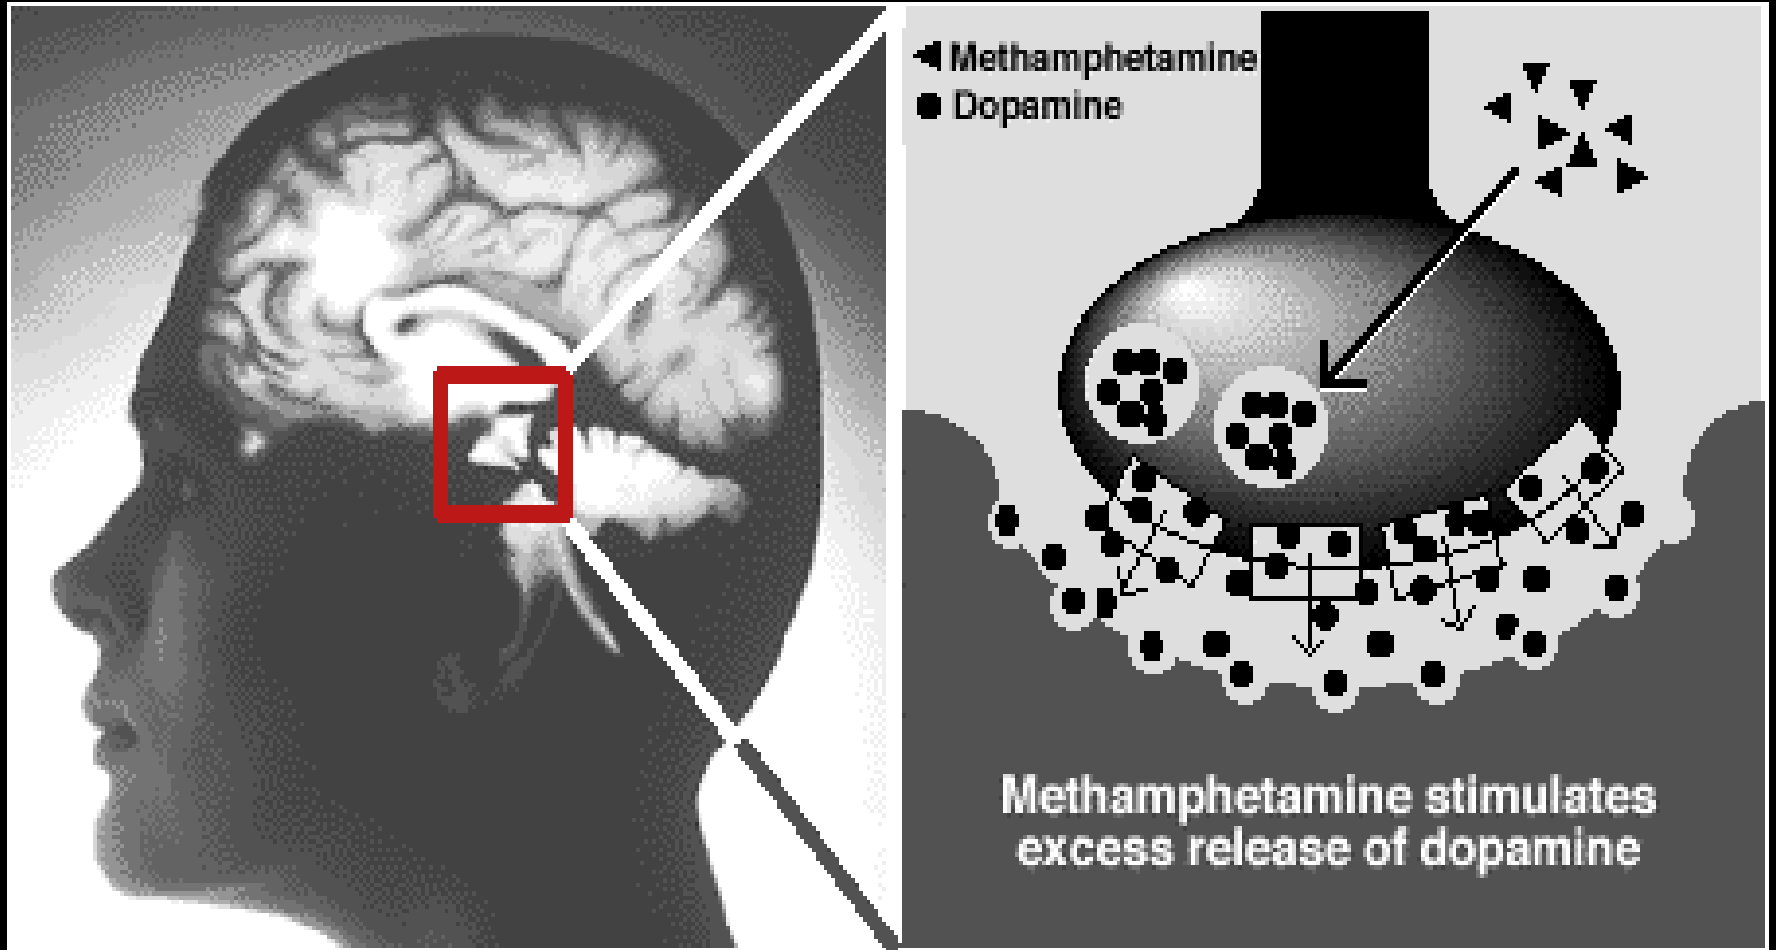 Methamphetamine
Dopamine
Methamphetamine stimulates
excess release of dopamine